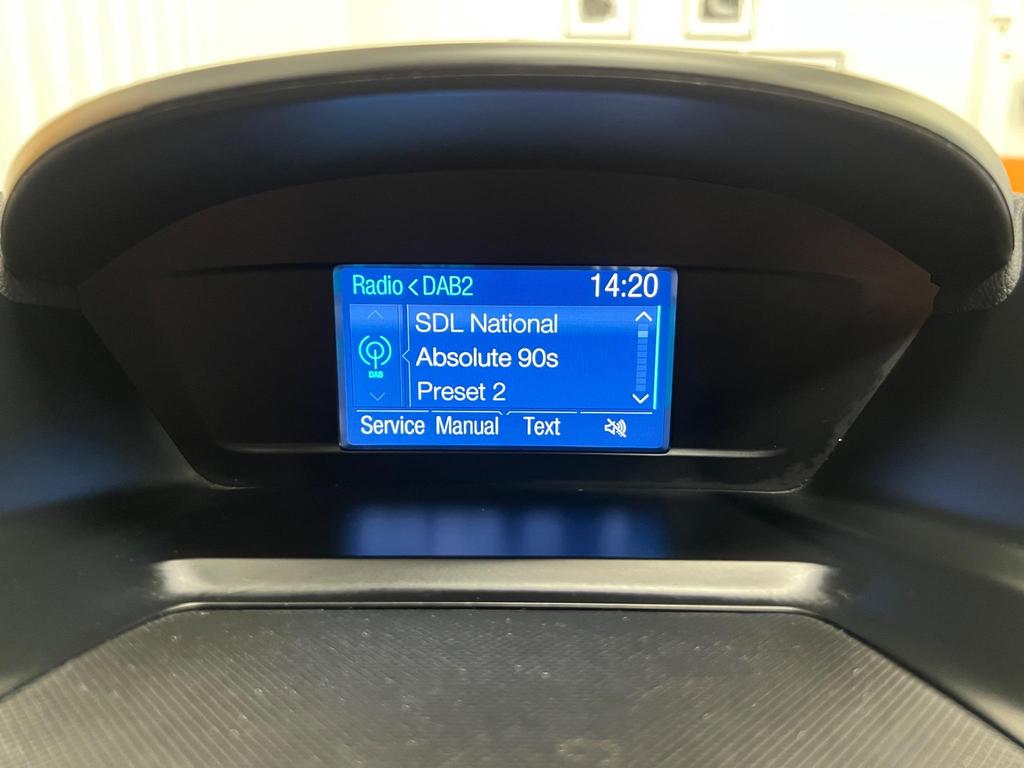 Radio < DAB2 14:20
SDL National
Absolute 90s
DAB
Preset 2
Service Manual Text